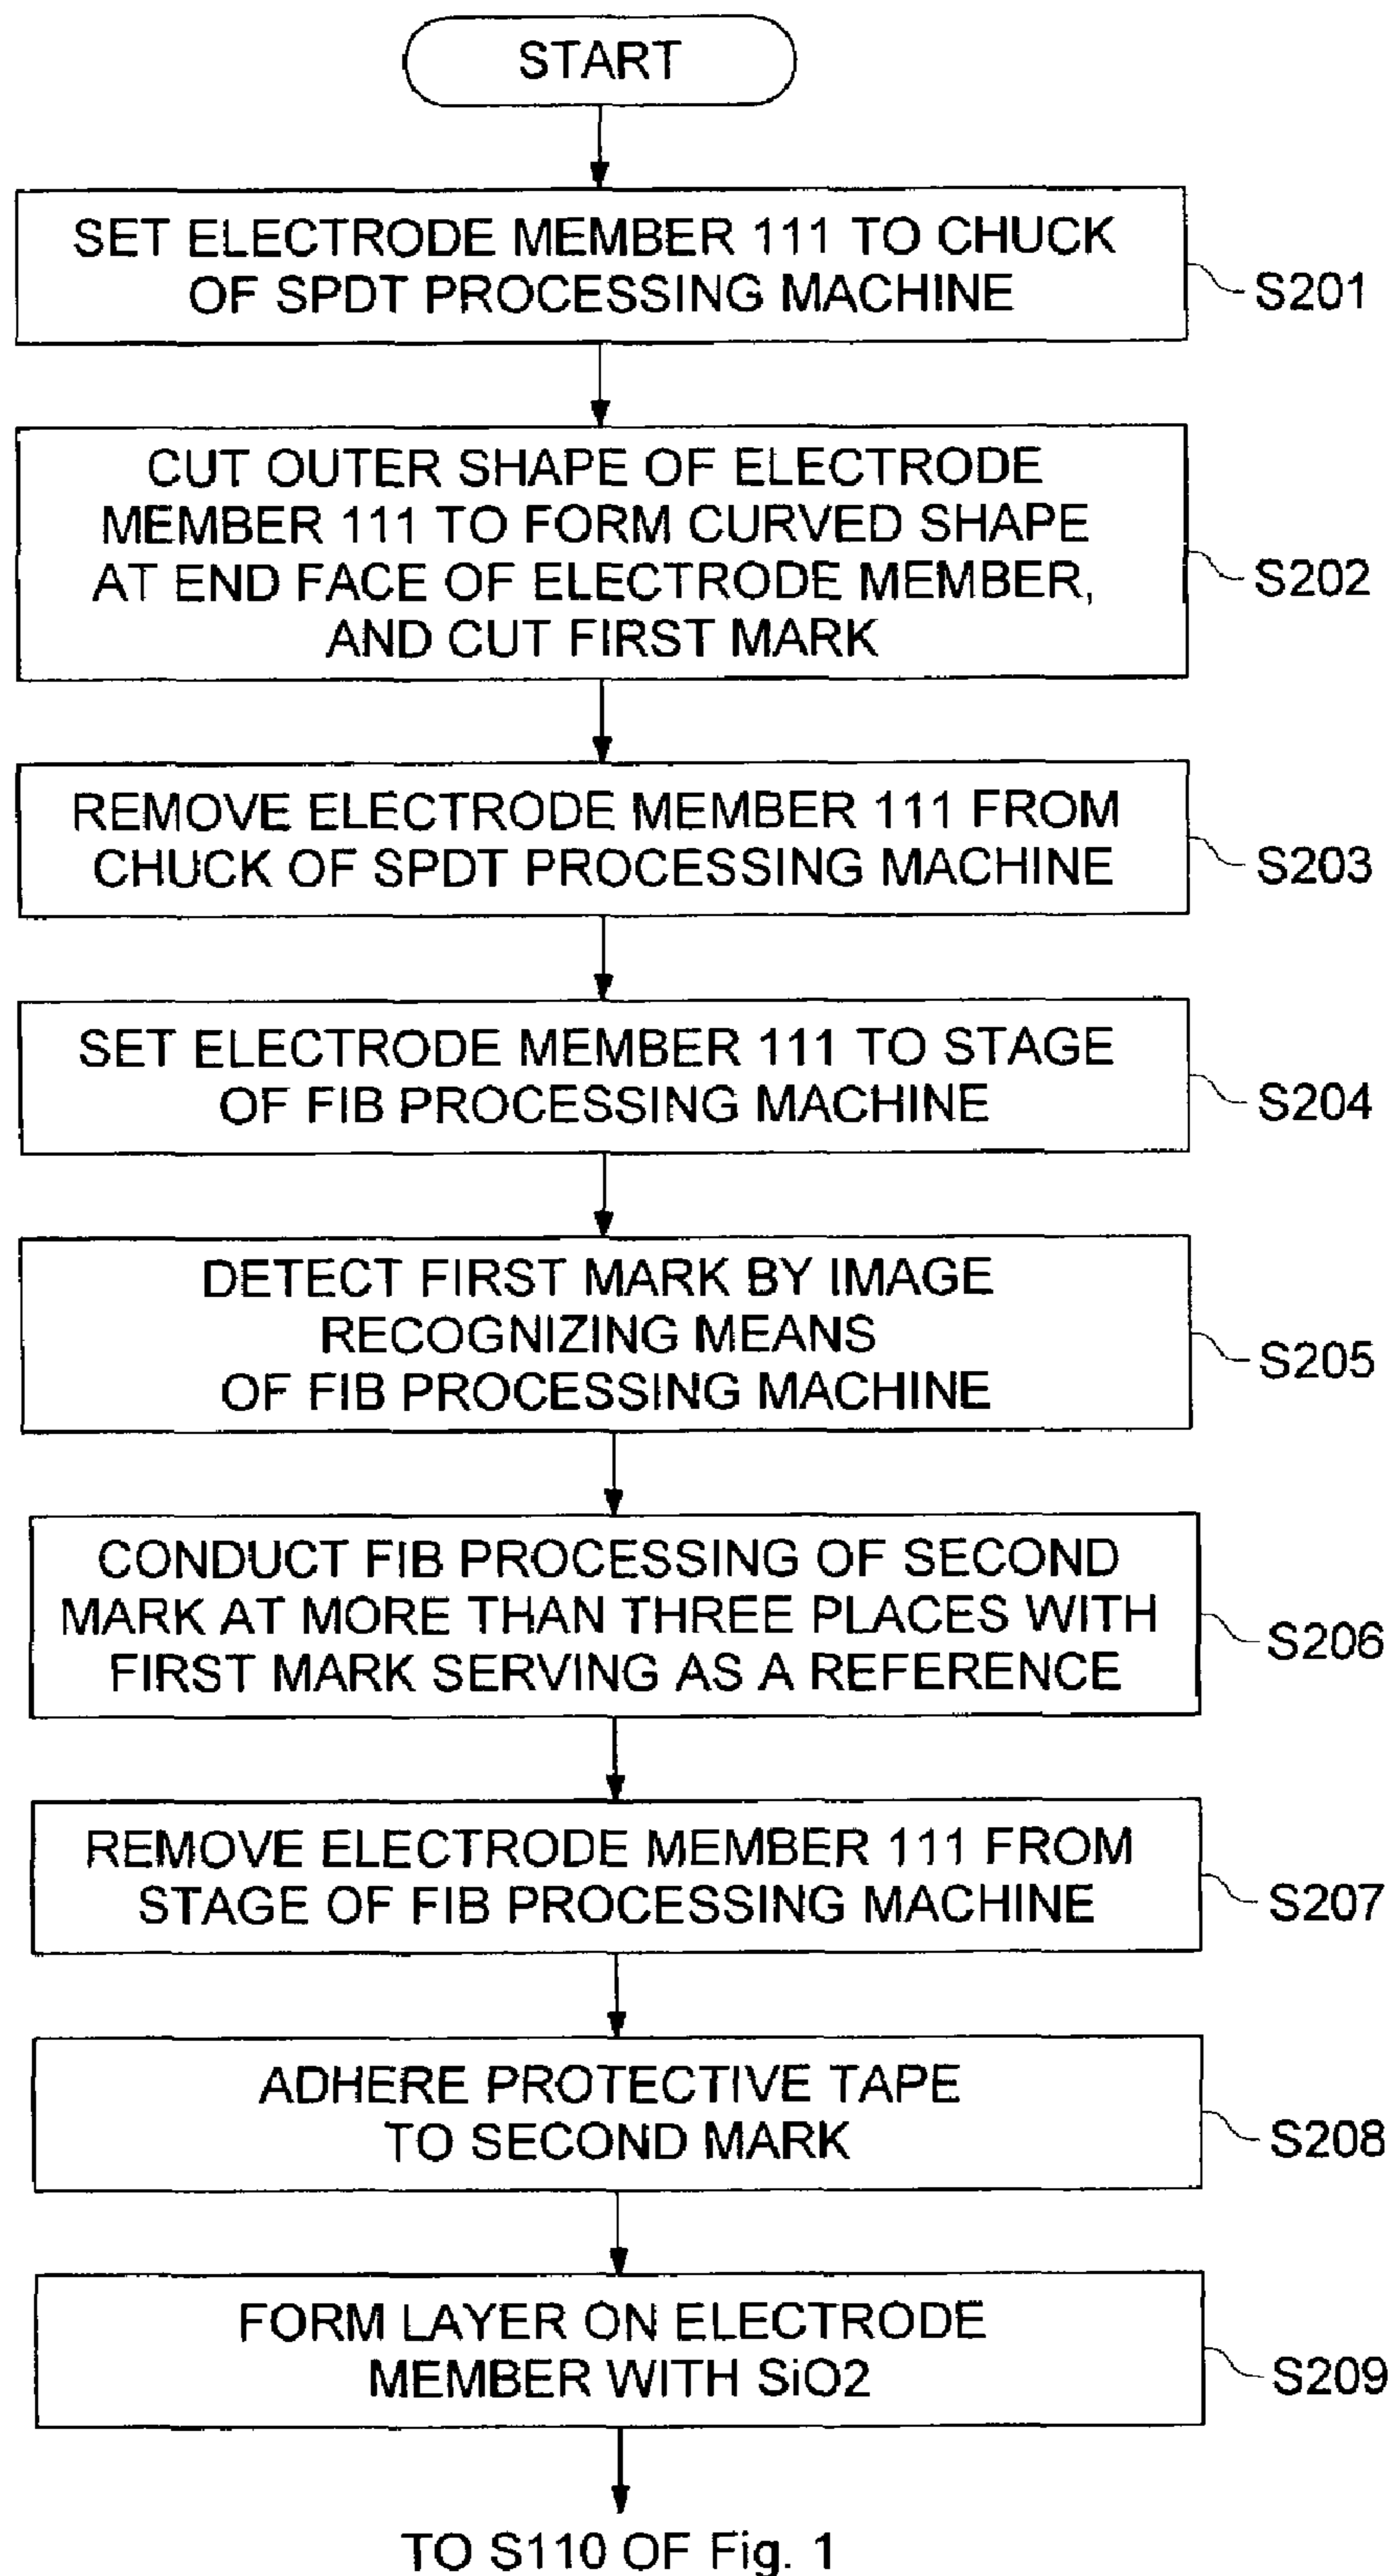 START
SET ELECTRODE MEMBER 111 TO CHUCK
OF SPDT PROCESSING MACHINE
S201
CUT OUTER SHAPE OF ELECTRODE
MEMBER 111 TO FORM CURVED SHAPE
AT END FACE OF ELECTRODE MEMBER,
AND CUT FIRST MARK
S202
REMOVE ELECTRODE MEMBER 111 FROM
CHUCK OF SPDT PROCESSING MACHINE
S203
SET ELECTRODE MEMBER 111 TO STAGE
OF FIB PROCESSING MACHINE
S204
DETECT FIRST MARK BY IMAGE
RECOGNIZING MEANS
OF FIB PROCESSING MACHINE
S205
CONDUCT FIB PROCESSING OF SECOND
MARK AT MORE THAN THREE PLACES WITH
FIRST MARK SERVING AS A REFERENCE
S206
REMOVE ELECTRODE MEMBER 111 FROM
STAGE OF FIB PROCESSING MACHINE
S207
ADHERE PROTECTIVE TAPE
TO SECOND MARK
S208
FORM LAYER ON ELECTRODE
MEMBER WITH SiO2
S209
TO S110 OF Fig. 1